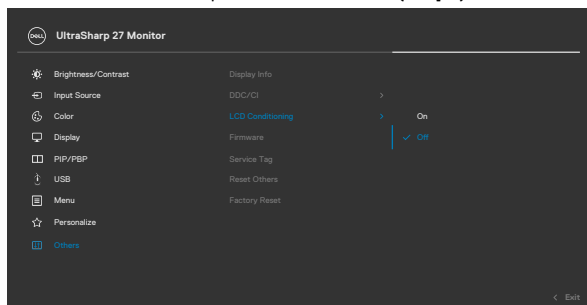 DELL UltraSharp 27 Monitor
Brightness/Contrast Display Info
Input Source DDC/CI >
Color LCD Conditioning > On
Display Firmware ✓ Off
PIP/PBP Service Tag
USB Reset Others
Menu Factory Reset
Personalize
Others
< Exit